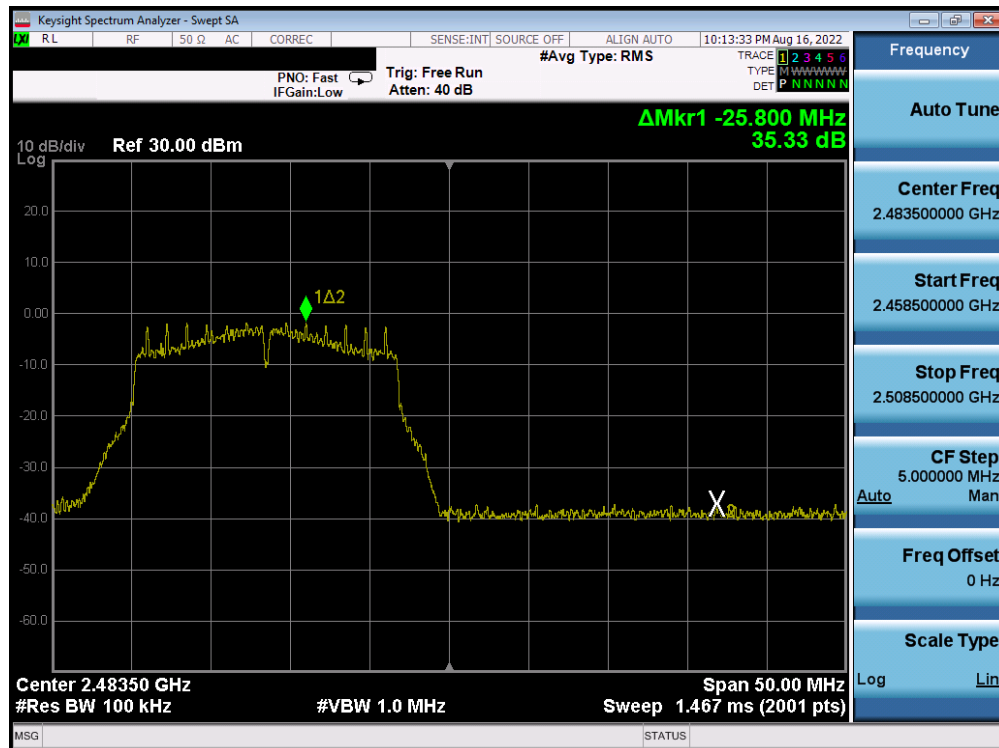 Keysight Spectrum Analyzer - Swept SA
LXI RL RF 50 Ω AC CORREC SENSE:INT SOURCE OFF ALIGN AUTO 10:13:33 PM Aug 16, 2022
PNO: Fast
IFGain:Low
Trig: Free Run
Atten: 40 dB
#Avg Type: RMS
TRACE 1 2 3 4 5 6
TYPE M WWWWW
DET P N N N N N
ΔMkr1 -25.800 MHz
35.33 dB
10 dB/div Ref 30.00 dBm
Log
20.0
10.0
0.00
-10.0
-20.0
-30.0
-40.0
-50.0
-60.0
1Δ2
X
2
Center 2.48350 GHz
Span 50.00 MHz
#Res BW 100 kHz
#VBW 1.0 MHz
Sweep 1.467 ms (2001 pts)
MSG
STATUS
Frequency
Auto Tune
Center Freq
2.483500000 GHz
Start Freq
2.458500000 GHz
Stop Freq
2.508500000 GHz
CF Step
5.000000 MHz
Auto Man
Freq Offset
0 Hz
Scale Type
Log Lin